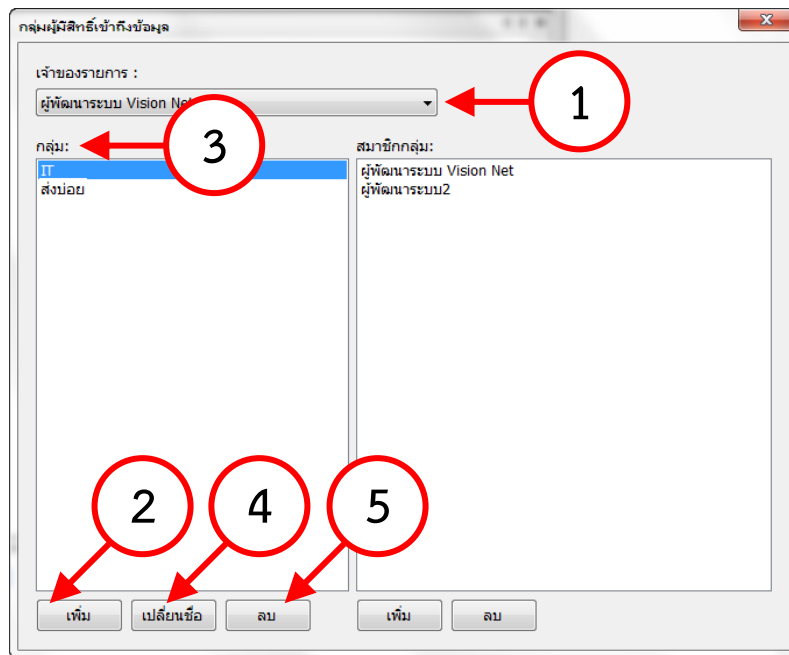 กลุ่มผู้มีสิทธิ์เข้าถึงข้อมูล
เจ้าของรายการ :
ผู้พัฒนาระบบ Vision Net
1
กลุ่ม:
3
สมาชิกกลุ่ม:
IT
ส่งบ่อย
ผู้พัฒนาระบบ Vision Net
ผู้พัฒนาระบบ2
2
4
5
เพิ่ม
เปลี่ยนชื่อ
ลบ
เพิ่ม
ลบ